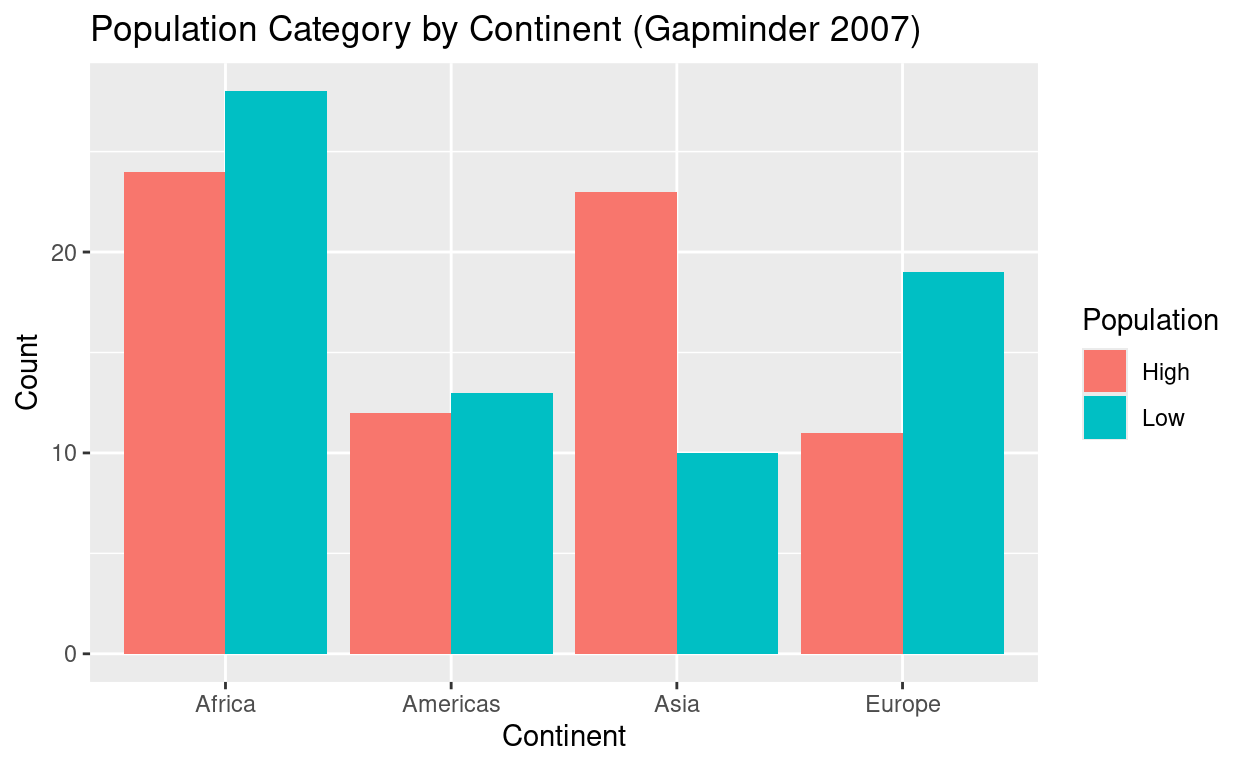 Population Category by Continent (Gapminder 2007)
Count
20
10
0
Africa Americas Asia Europe
Continent
Population
High
Low